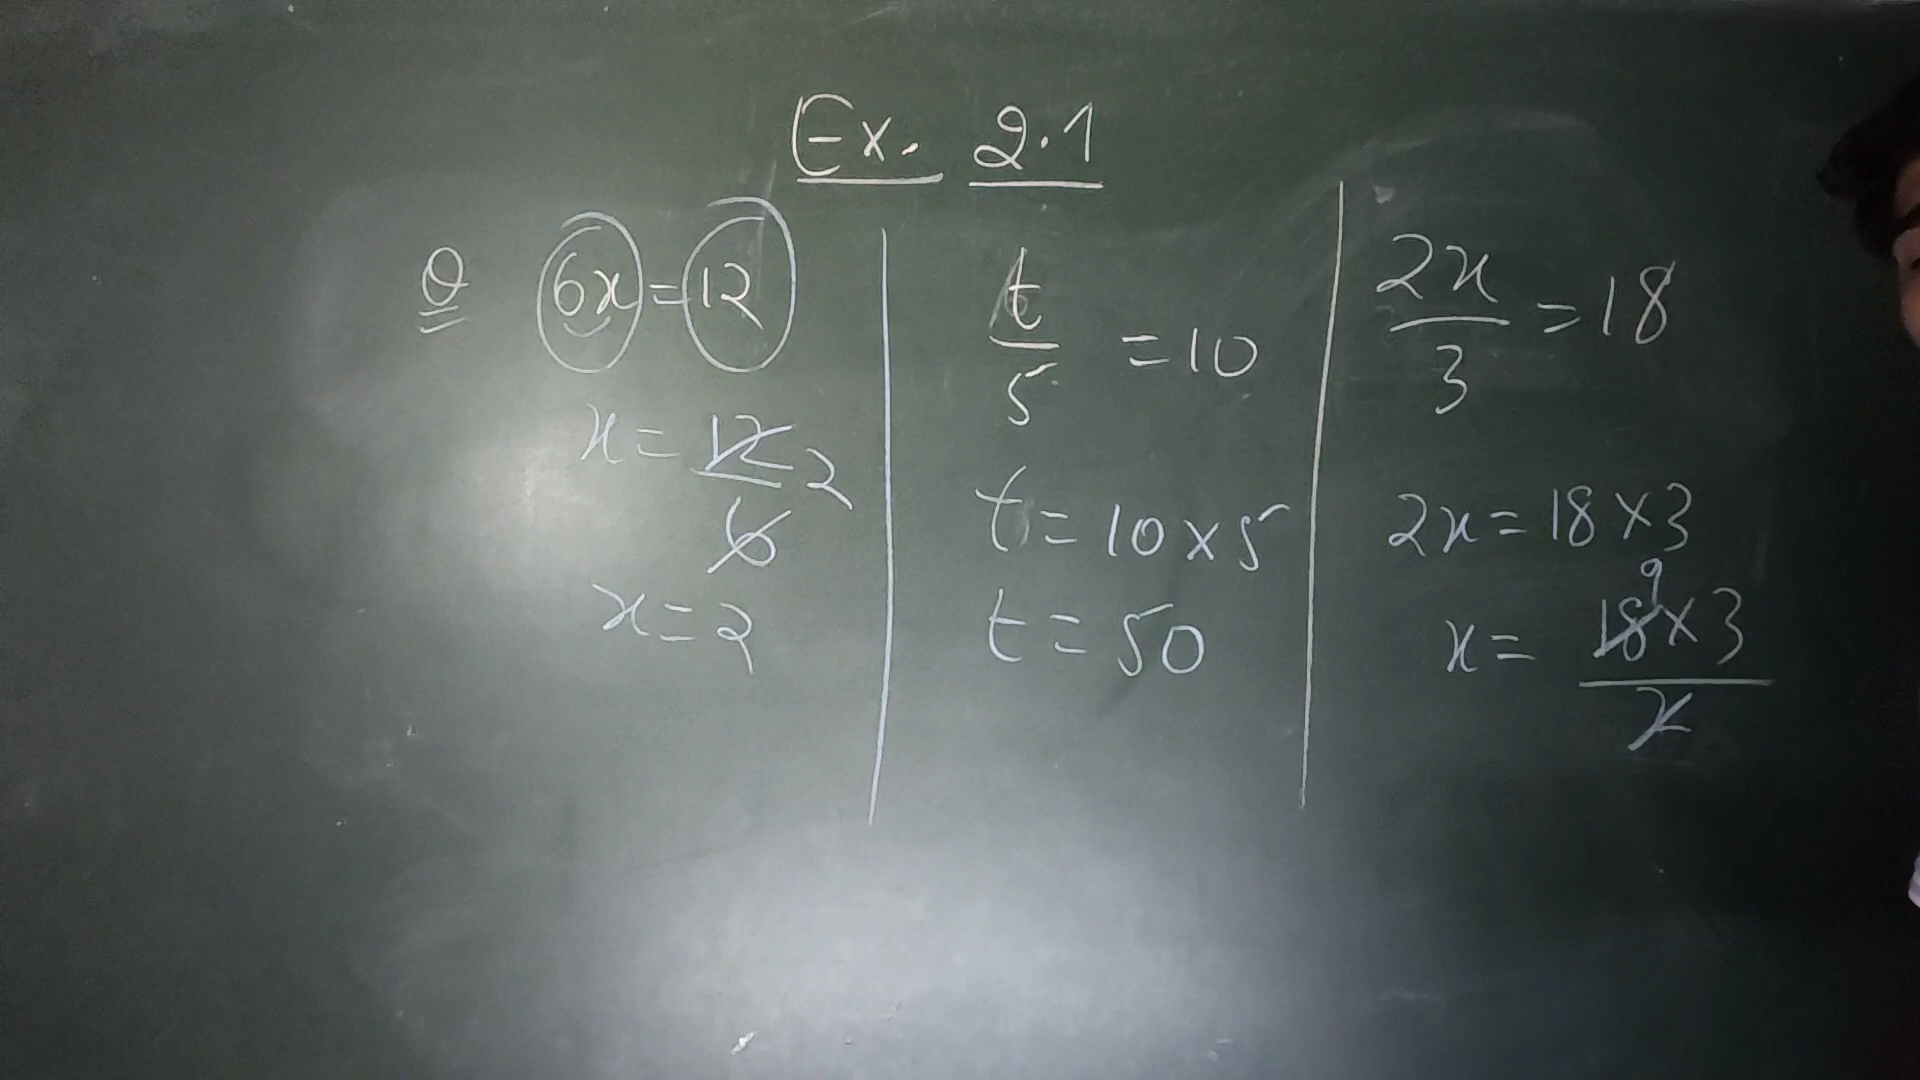 Ex. 2.1
Q 6x = 12
x = 12/6 2
x = 2
t/5 = 10
t = 10 x 5
t = 50
2x/3 = 18
2x = 18 x 3
9
x = 18 x 3 / 2